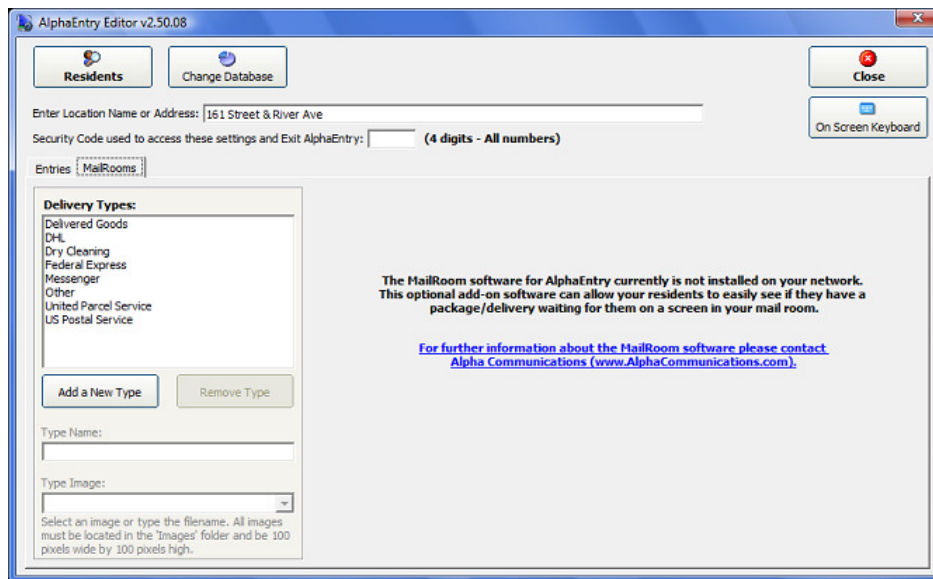 AlphaEntry Editor v2.50.08
Residents
Change Database
Close
Enter Location Name or Address: 161 Street & River Ave
On Screen Keyboard
Security Code used to access these settings and Exit AlphaEntry: (4 digits - All numbers)
Entries MailRooms
Delivery Types:
Delivered Goods
DHL
Dry Cleaning
Federal Express
Messenger
Other
United Parcel Service
US Postal Service
Add a New Type
Remove Type
Type Name:
Type Image:
Select an image or type the filename. All images
must be located in the 'Images' folder and be 100
pixels wide by 100 pixels high.
The MailRoom software for AlphaEntry currently is not installed on your network.
This optional add-on software can allow your residents to easily see if they have a
package/delivery waiting for them on a screen in your mail room.
For further information about the MailRoom software please contact
Alpha Communications (www.AlphaCommunications.com).